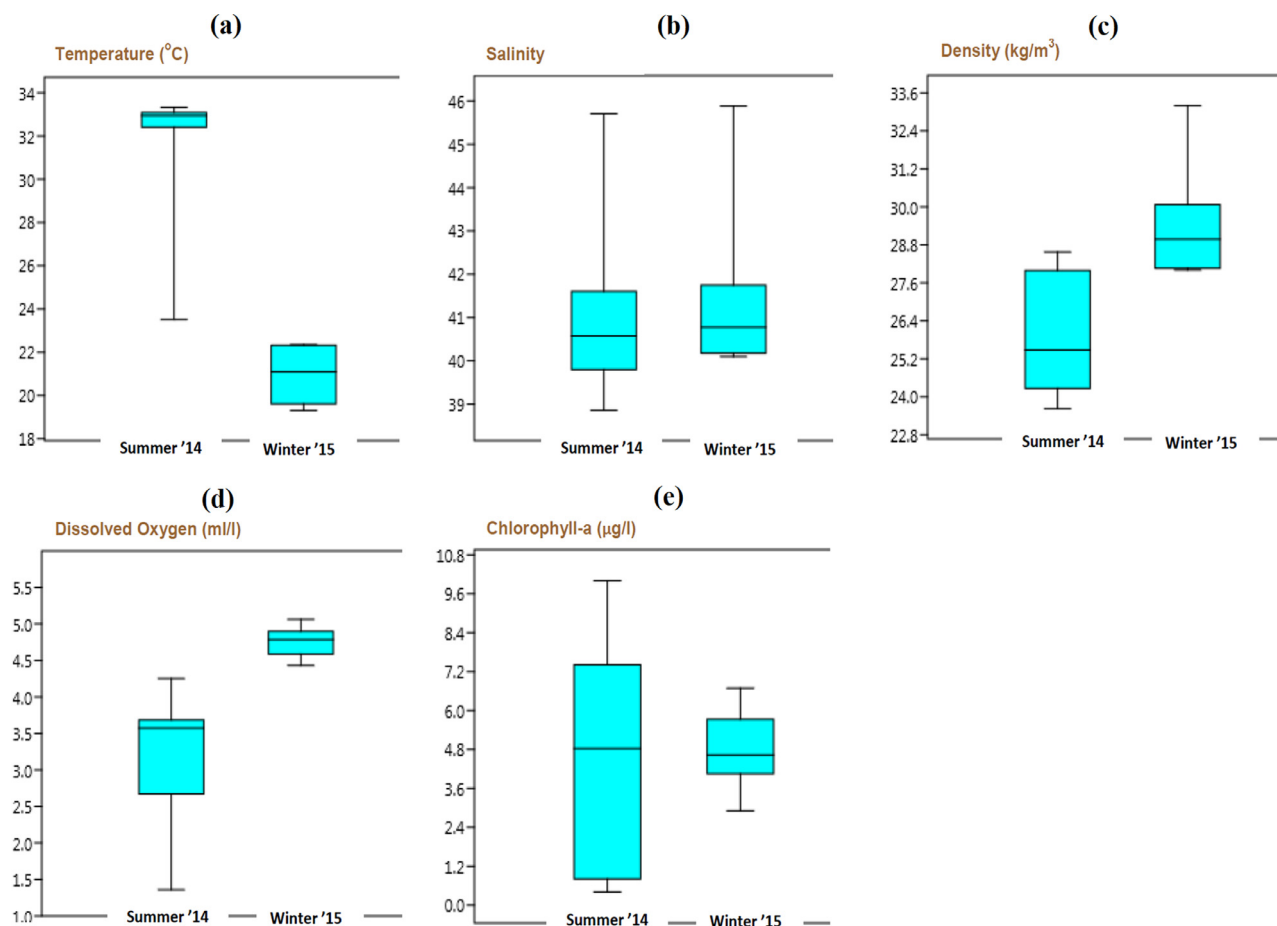 (a)
Temperature (°C)
34
32
30
28
26
24
22
20
18
Summer ’14
Winter ’15
(b)
Salinity
46
45
44
43
42
41
40
39
Summer ’14
Winter ’15
(c)
Density (kg/m³)
33.6
32.4
31.2
30.0
28.8
27.6
26.4
25.2
24.0
22.8
Summer ’14
Winter ’15
(d)
Dissolved Oxygen (ml/l)
5.5
5.0
4.5
4.0
3.5
3.0
2.5
2.0
1.5
1.0
Summer ’14
Winter ’15
(e)
Chlorophyll-a (µg/l)
10.8
9.6
8.4
7.2
6.0
4.8
3.6
2.4
1.2
0.0
Summer ’14
Winter ’15